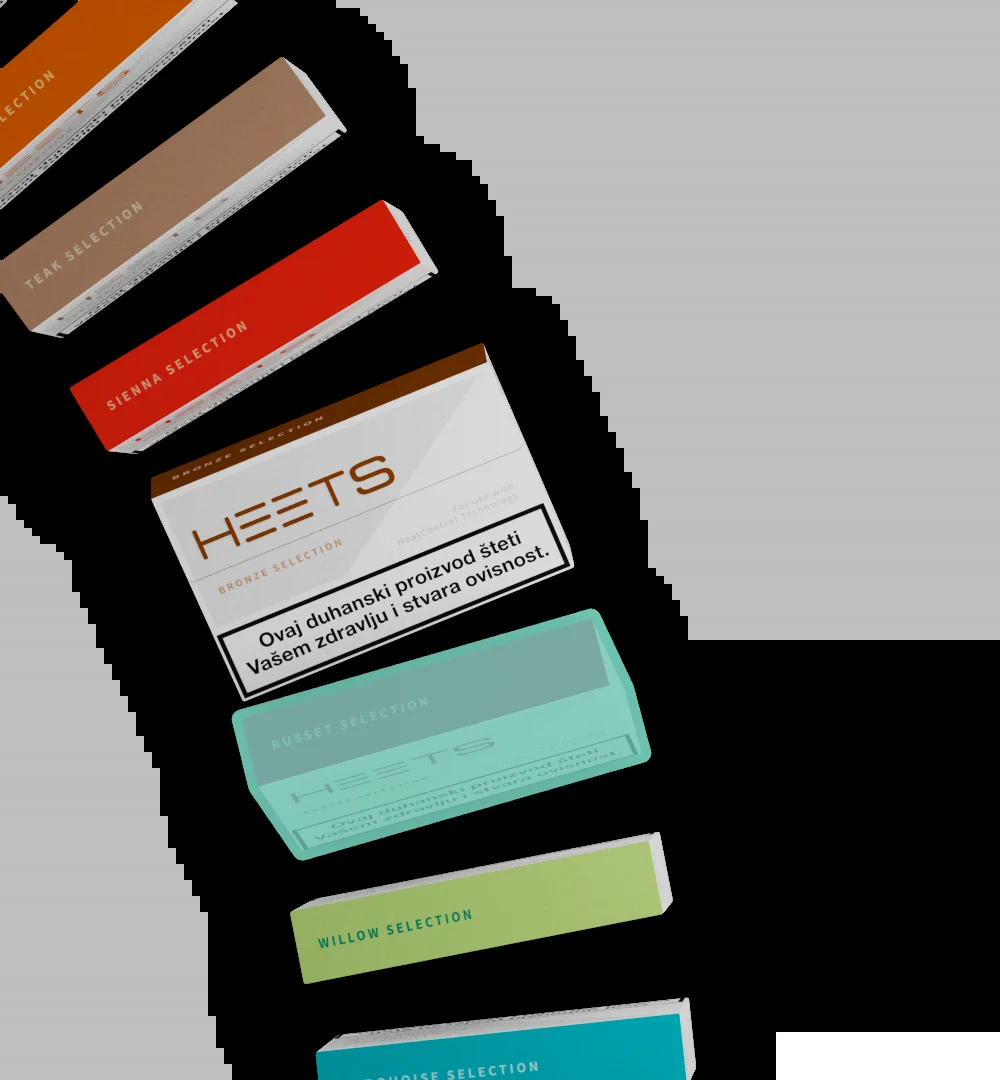 TEAK SELECTION
SIENNA SELECTION
BRONZE SELECTION
HEETS
BRONZE SELECTION
For use with
HeatControl Technology
Ovaj duhanski proizvod šteti
Vašem zdravlju i stvara ovisnost.
RUSSET SELECTION
HEETS
RUSSET SELECTION
Ovaj duhanski proizvod šteti
Vašem zdravlju i stvara ovisnost.
WILLOW SELECTION
SELECTION